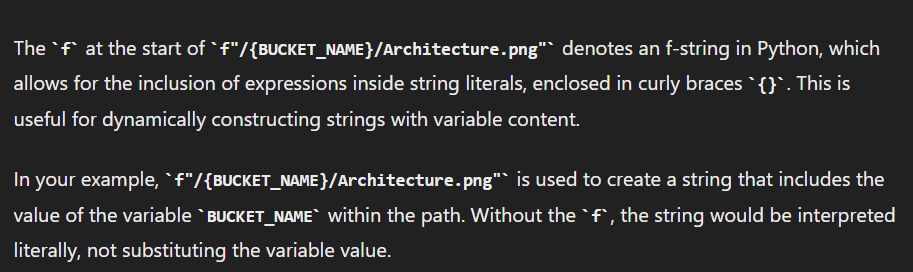 The `f` at the start of `f"/{BUCKET_NAME}/Architecture.png"` denotes an f-string in Python, which
allows for the inclusion of expressions inside string literals, enclosed in curly braces `{}`. This is
useful for dynamically constructing strings with variable content.
In your example, `f"/{BUCKET_NAME}/Architecture.png"` is used to create a string that includes the
value of the variable `BUCKET_NAME` within the path. Without the `f`, the string would be interpreted
literally, not substituting the variable value.